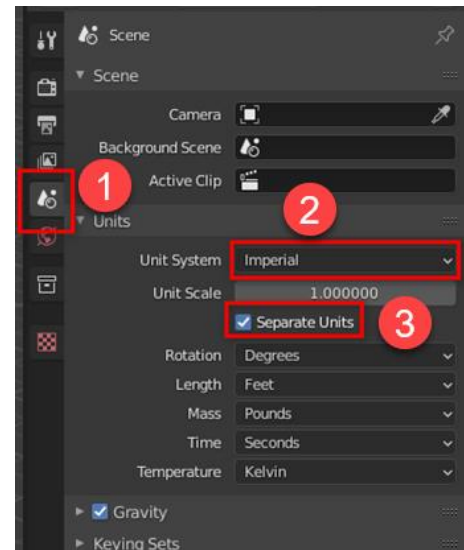 Scene
Scene
Camera
Background Scene
1
Active Clip
2
Units
Unit System Imperial
Unit Scale 1.000000
Separate Units
3
Rotation Degrees
Length Feet
Mass Pounds
Time Seconds
Temperature Kelvin
Gravity
Keying Sets